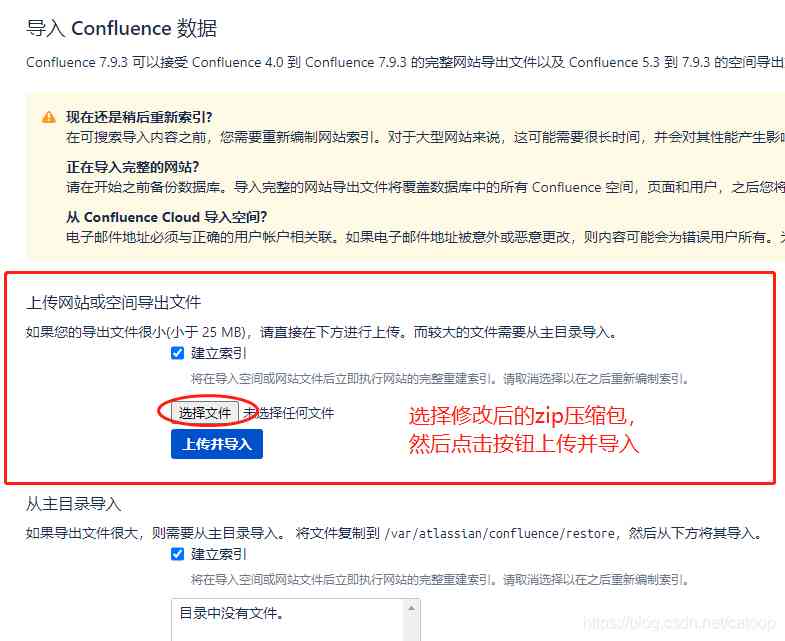 导入 Confluence 数据
Confluence 7.9.3 可以接受 Confluence 4.0 到 Confluence 7.9.3 的完整网站导出文件以及 Confluence 5.3 到 7.9.3 的空间导出
现在还是稍后重新索引?
在可搜索导入内容之前，您需要重新编制网站索引。对于大型网站来说，这可能需要很长时间，并会对其性能产生影响
正在导入完整的网站?
请在开始之前备份数据库。导入完整的网站导出文件将覆盖数据库中的所有 Confluence 空间，页面和用户，之后您将
从 Confluence Cloud 导入空间?
电子邮件地址必须与正确的用户帐户相关联。如果电子邮件地址被意外或恶意更改，则内容可能会为错误用户所有。为
上传网站或空间导出文件
如果您的导出文件很小(小于 25 MB)，请直接在下方进行上传。而较大的文件需要从主目录导入。
建立索引
将在导入空间或网站文件后立即执行网站的完整重建索引。请取消选择以在之后重新编制索引。
选择文件 未选择任何文件
上传并导入
选择修改后的zip压缩包，
然后点击按钮上传并导入
从主目录导入
如果导出文件很大，则需要从主目录导入。 将文件复制到 /var/atlassian/confluence/restore，然后从下方将其导入。
建立索引
将在导入空间或网站文件后立即执行网站的完整重建索引。请取消选择以在之后重新编制索引。
目录中没有文件。
https://blog.csdn.net/catoop